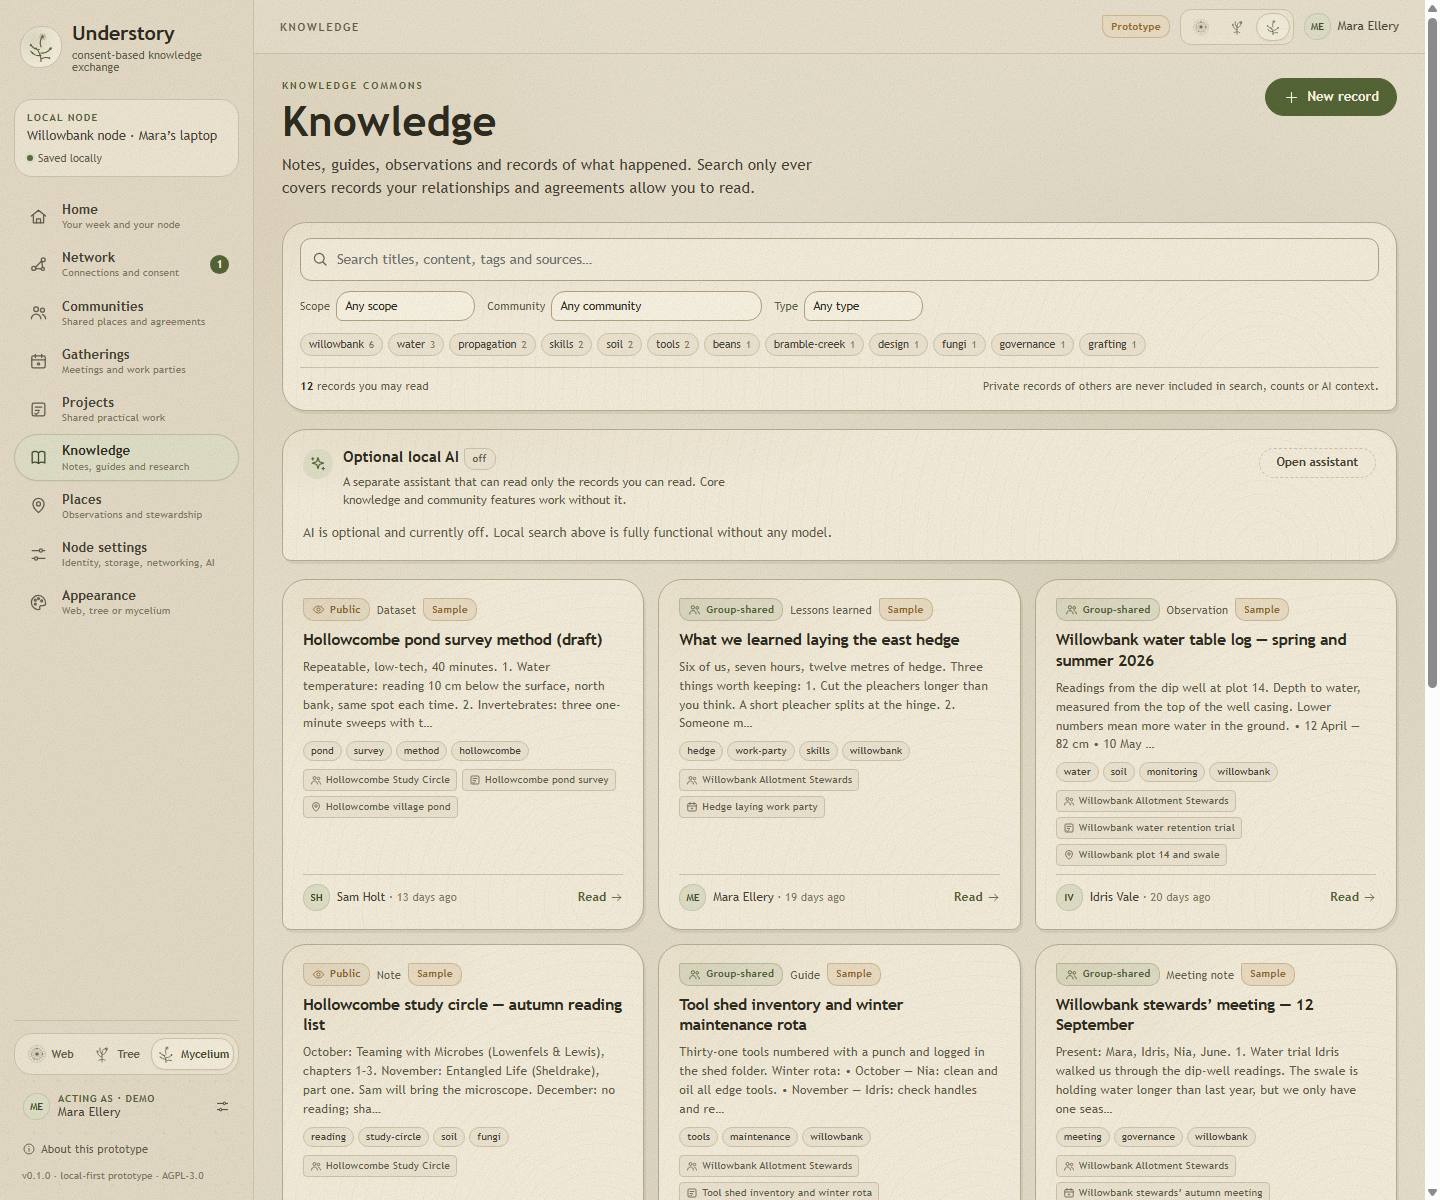 Understory
consent-based knowledge
exchange
LOCAL NODE
Willowbank node · Mara's laptop
Saved locally
Home
Your week and your node
Network
Connections and consent
1
Communities
Shared places and agreements
Gatherings
Meetings and work parties
Projects
Shared practical work
Knowledge
Notes, guides and research
Places
Observations and stewardship
Node settings
Identity, storage, networking, AI
Appearance
Web, tree or mycelium
Web Tree Mycelium
ME
ACTING AS · DEMO
Mara Ellery
About this prototype
v0.1.0 · local-first prototype · AGPL-3.0
KNOWLEDGE
Prototype
ME Mara Ellery
KNOWLEDGE COMMONS
Knowledge
Notes, guides, observations and records of what happened. Search only ever
covers records your relationships and agreements allow you to read.
+ New record
Search titles, content, tags and sources...
Scope Any scope Community Any community Type Any type
willowbank 6 water 3 propagation 2 skills 2 soil 2 tools 2 beans 1 bramble-creek 1 design 1 fungi 1 governance 1 grafting 1
12 records you may read
Private records of others are never included in search, counts or AI context.
Optional local AI off
A separate assistant that can read only the records you can read. Core
knowledge and community features work without it.
Open assistant
AI is optional and currently off. Local search above is fully functional without any model.
Public Dataset Sample
Hollowcombe pond survey method (draft)
Repeatable, low-tech, 40 minutes. 1. Water
temperature: reading 10 cm below the surface, north
bank, same spot each time. 2. Invertebrates: three one-
minute sweeps with t...
pond survey method hollowcombe
Hollowcombe Study Circle Hollowcombe pond survey
Hollowcombe village pond
SH Sam Holt · 13 days ago Read →
Group-shared Lessons learned Sample
What we learned laying the east hedge
Six of us, seven hours, twelve metres of hedge. Three
things worth keeping: 1. Cut the pleachers longer than
you think. A short pleacher splits at the hinge. 2.
Someone m...
hedge work-party skills willowbank
Willowbank Allotment Stewards
Hedge laying work party
ME Mara Ellery · 19 days ago Read →
Group-shared Observation Sample
Willowbank water table log — spring and
summer 2026
Readings from the dip well at plot 14. Depth to water,
measured from the top of the well casing. Lower
numbers mean more water in the ground. • 12 April —
82 cm • 10 May ...
water soil monitoring willowbank
Willowbank Allotment Stewards
Willowbank water retention trial
Willowbank plot 14 and swale
IV Idris Vale · 20 days ago Read →
Public Note Sample
Hollowcombe study circle — autumn reading
list
October: Teaming with Microbes (Lowenfels & Lewis),
chapters 1–3. November: Entangled Life (Sheldrake),
part one. Sam will bring the microscope. December: no
reading; sha...
reading study-circle soil fungi
Hollowcombe Study Circle
Group-shared Guide Sample
Tool shed inventory and winter
maintenance rota
Thirty-one tools numbered with a punch and logged in
the shed folder. Winter rota: • October — Nia: clean and
oil all edge tools. • November — Idris: check handles
and re...
tools maintenance willowbank
Willowbank Allotment Stewards
Tool shed inventory and winter rota
Group-shared Meeting note Sample
Willowbank stewards' meeting — 12
September
Present: Mara, Idris, Nia, June. 1. Water trial Idris
walked us through the dip-well readings. The swale is
holding water longer than last year, but we only have
one seas...
meeting governance willowbank
Willowbank Allotment Stewards
Willowbank stewards' autumn meeting